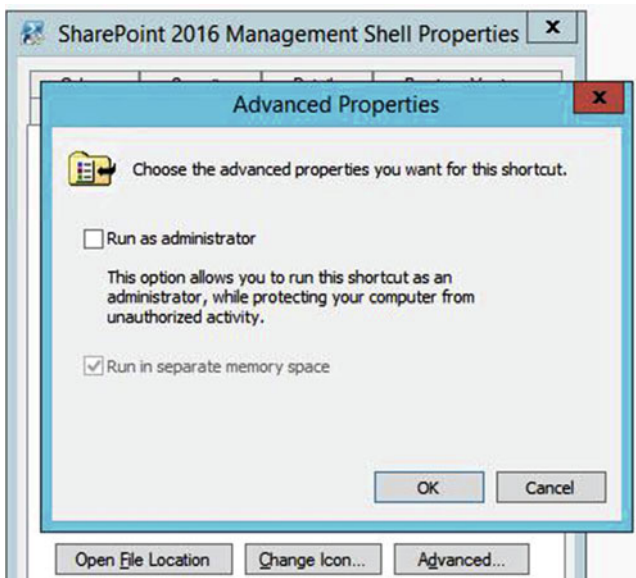 SharePoint 2016 Management Shell Properties
x
Advanced Properties
x
Choose the advanced properties you want for this shortcut.
Run as administrator
This option allows you to run this shortcut as an
administrator, while protecting your computer from
unauthorized activity.
Run in separate memory space
OK Cancel
Open File Location Change Icon... Advanced...